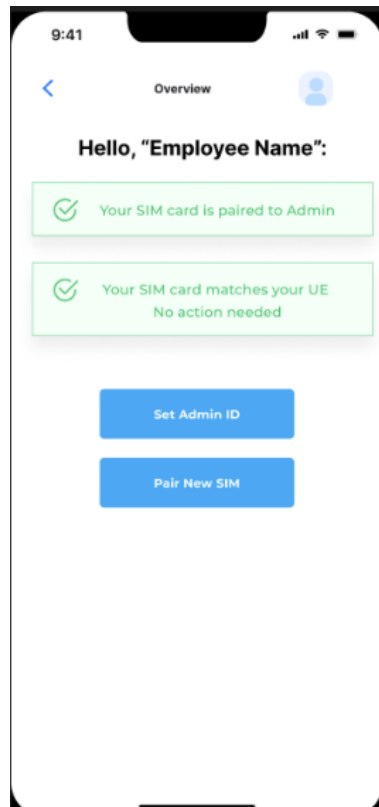 9:41
Overview
Hello, “Employee Name”:
Your SIM card is paired to Admin
Your SIM card matches your UE
No action needed
Set Admin ID
Pair New SIM